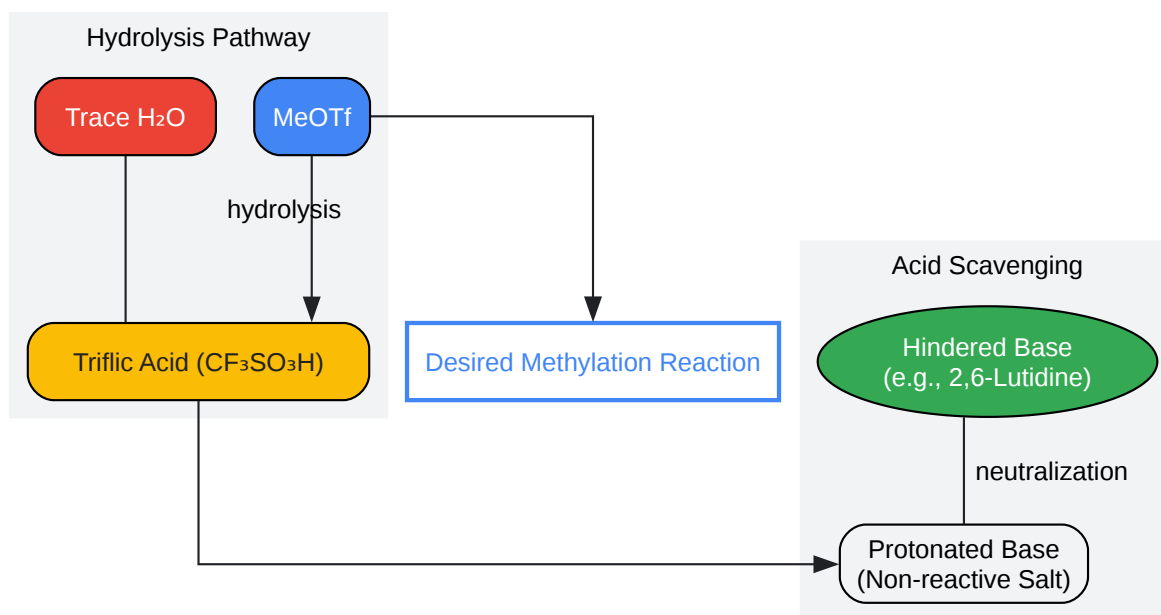 Hydrolysis Pathway
Trace H₂O
MeOTf
hydrolysis
Triflic Acid (CF₃SO₃H)
Desired Methylation Reaction
Acid Scavenging
Hindered Base
(e.g., 2,6-Lutidine)
neutralization
Protonated Base
(Non-reactive Salt)